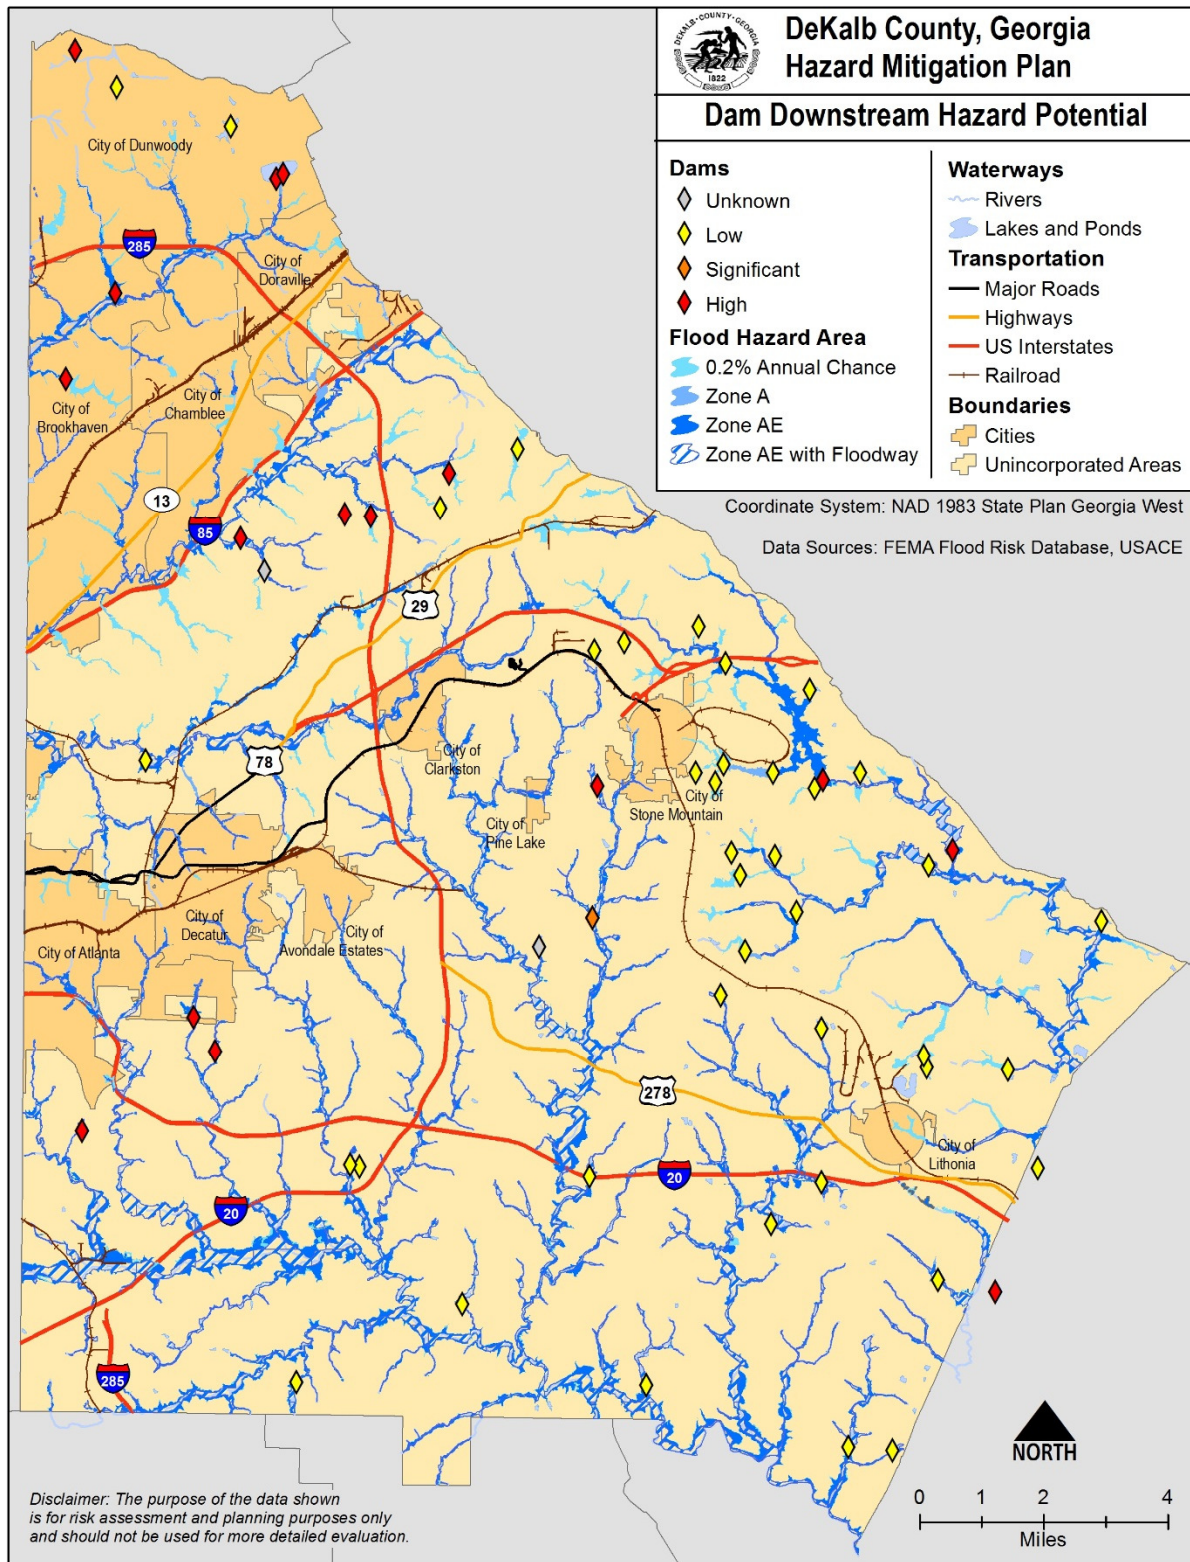 DEKALB·COUNTY·GEORGIA
1822
DeKalb County, Georgia
Hazard Mitigation Plan
Dam Downstream Hazard Potential
Dams
Unknown
Low
Significant
High
Flood Hazard Area
0.2% Annual Chance
Zone A
Zone AE
Zone AE with Floodway
Waterways
Rivers
Lakes and Ponds
Transportation
Major Roads
Highways
US Interstates
Railroad
Boundaries
Cities
Unincorporated Areas
Coordinate System: NAD 1983 State Plan Georgia West
Data Sources: FEMA Flood Risk Database, USACE
City of Dunwoody
285
City of
Doraville
City of
Brookhaven
City of
Chamblee
13
85
29
78
City of
Clarkston
City of
Pine Lake
City of
Stone Mountain
City of Atlanta
City of
Decatur
City of
Avondale Estates
278
City of
Lithonia
20
20
285
NORTH
0 1 2 4
Miles
Disclaimer: The purpose of the data shown
is for risk assessment and planning purposes only
and should not be used for more detailed evaluation.